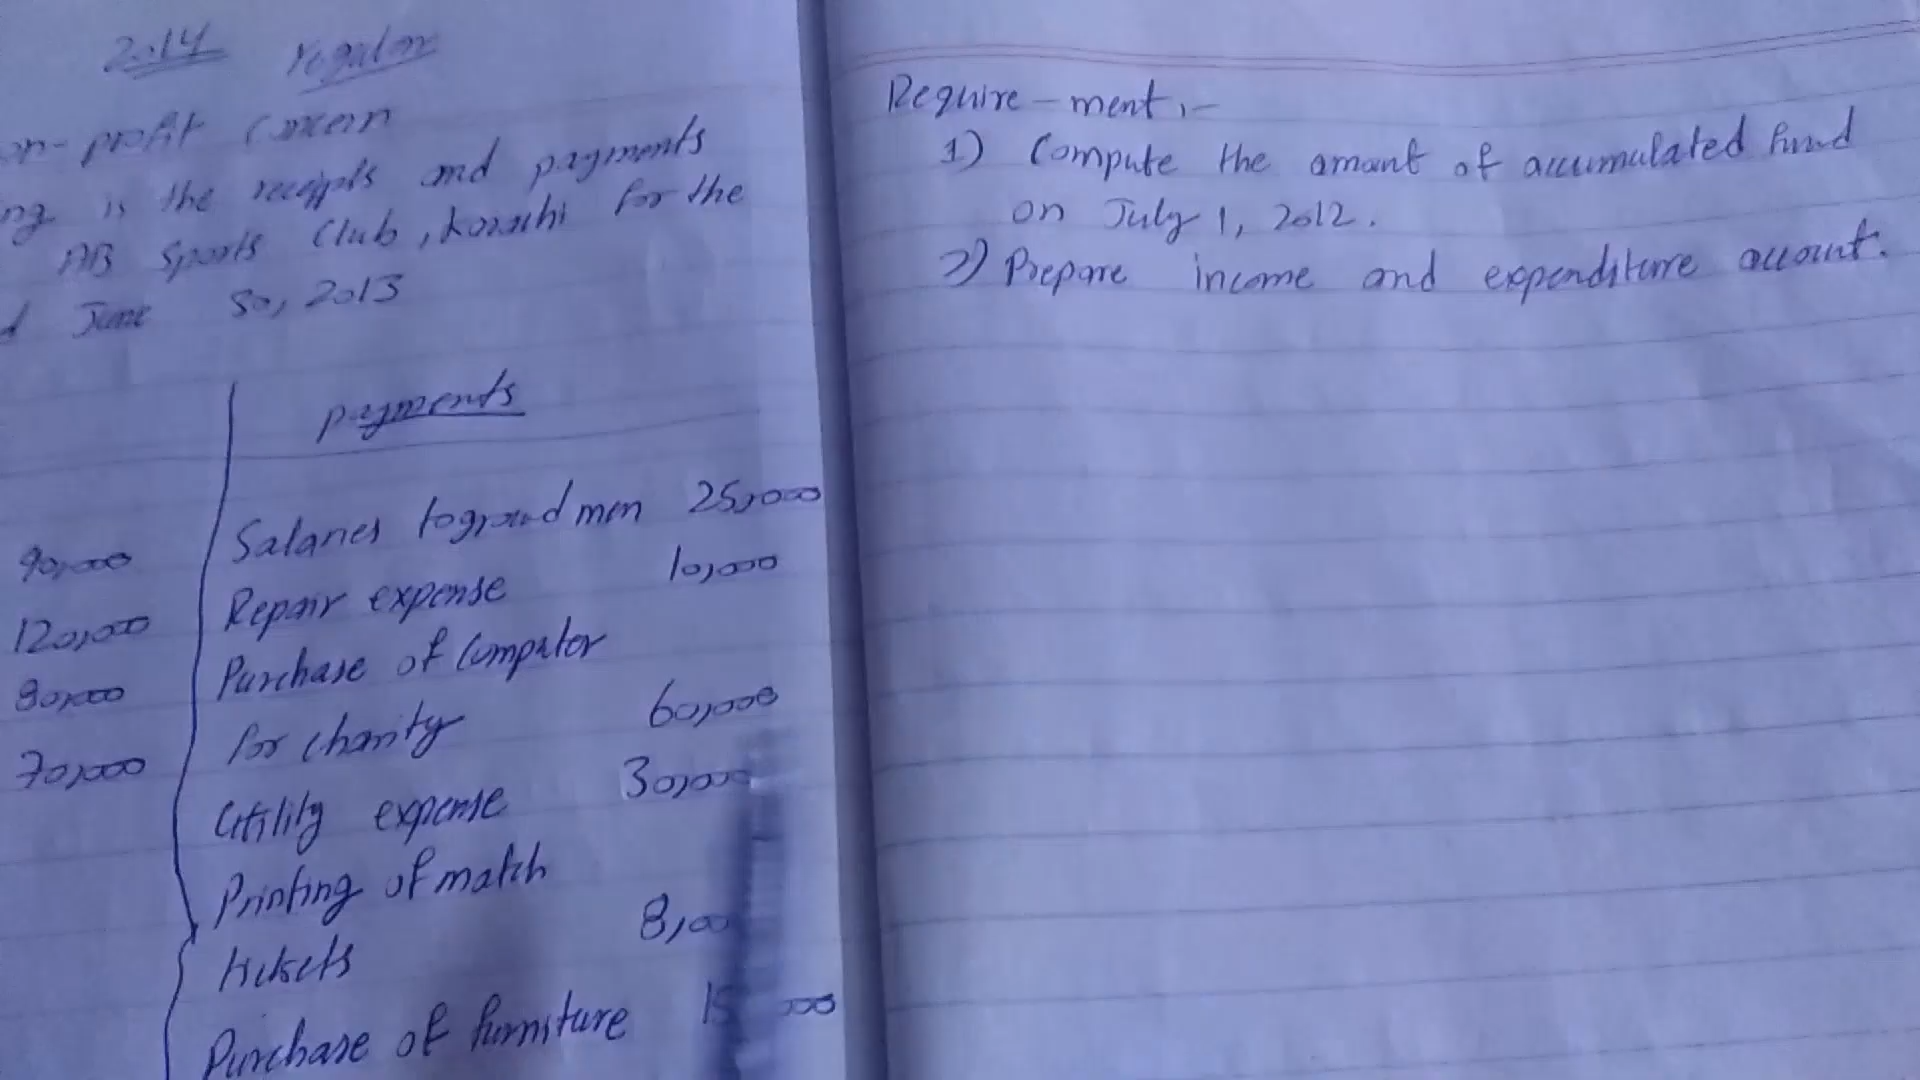 2.14 regular
on-profit Concern
ng is the receipts and payments
AB Sports Club, Karachi for the
d June 30, 2013
payments
90,000 Salaries to ground men 25,000
120,000 Repair expense 10,000
80,000 Purchase of Computer
70,000 for charity 60,000
Utility expense 30,000
Printing of match
tickets 8,00
Purchase of furniture
Require-ment:-
1) Compute the amount of accumulated fund
on July 1, 2012.
2) Prepare income and expenditure account.